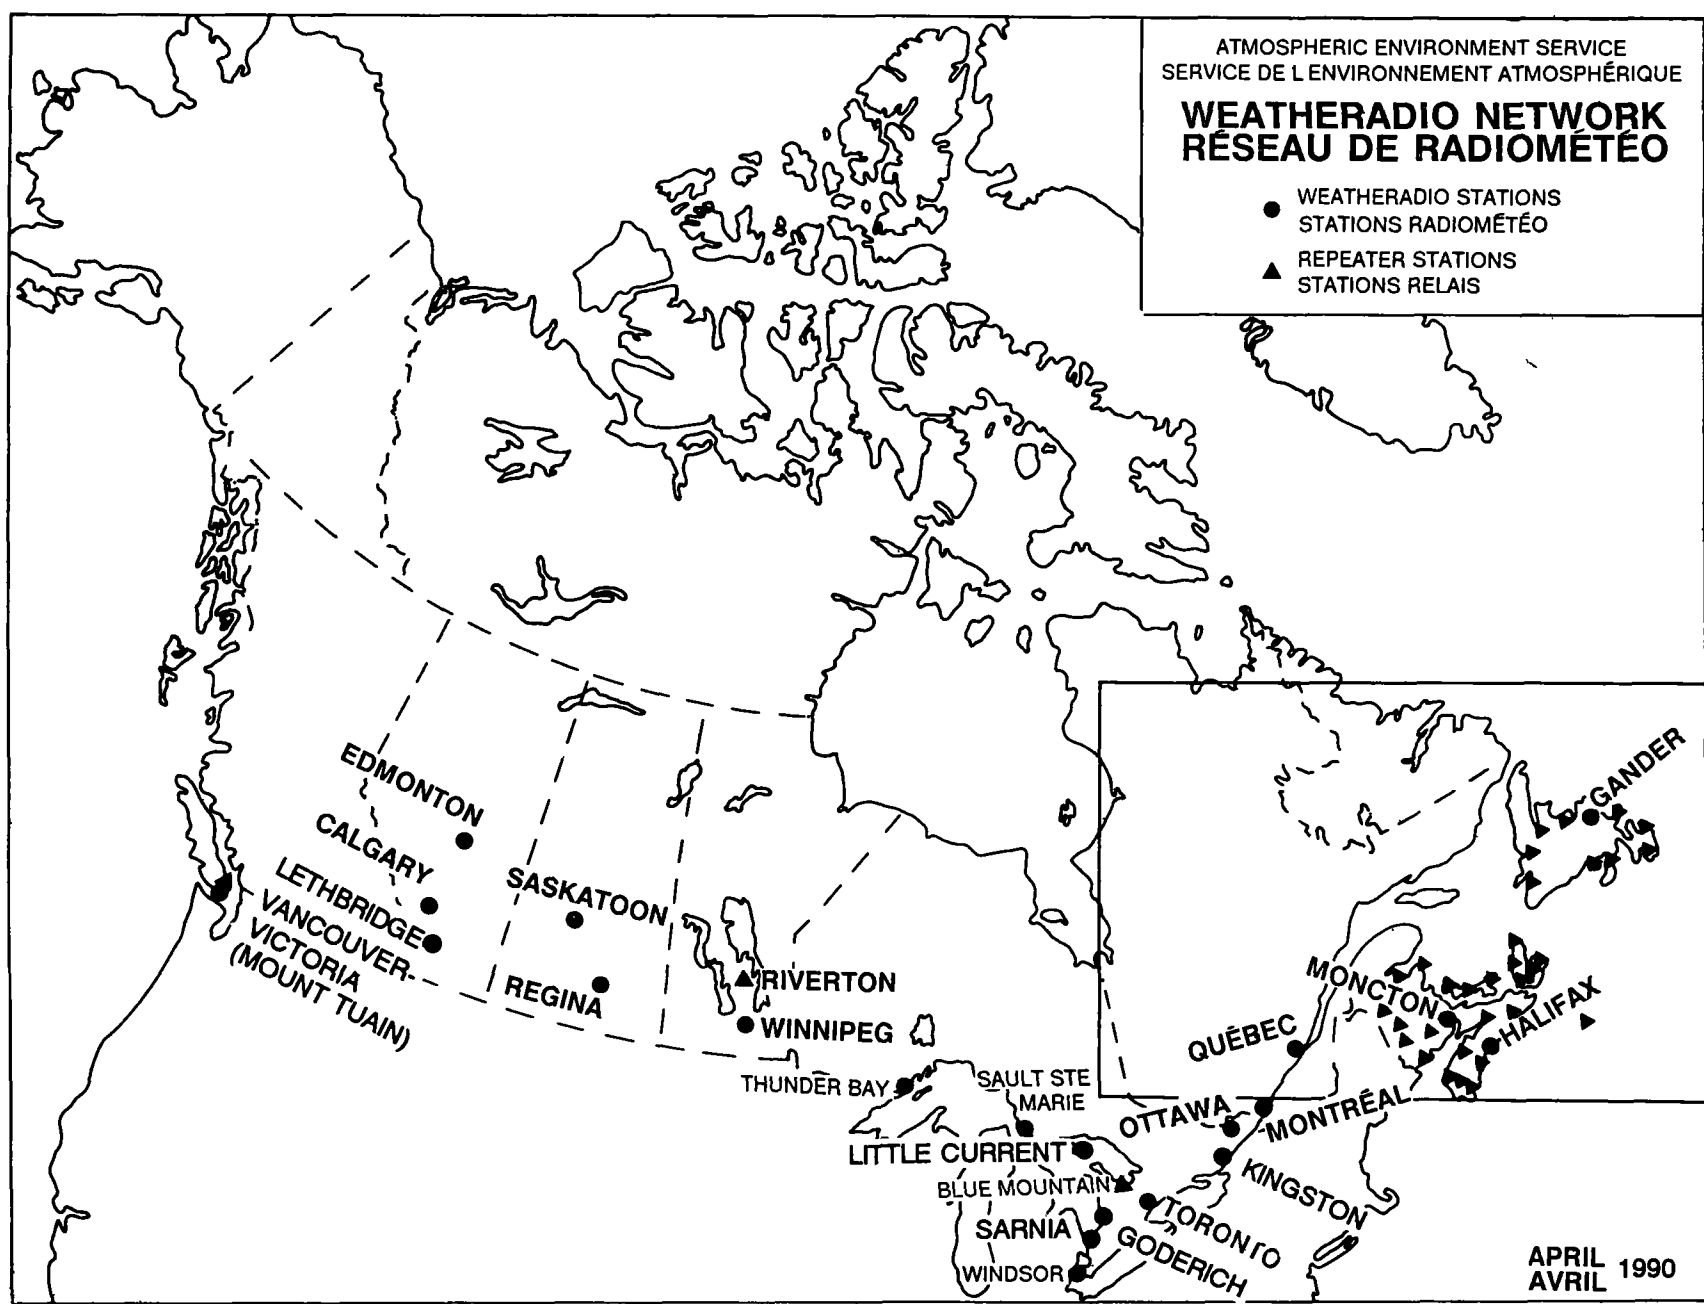 ATMOSPHERIC ENVIRONMENT SERVICE
SERVICE DE L ENVIRONNEMENT ATMOSPHÉRIQUE
WEATHERADIO NETWORK
RÉSEAU DE RADIOMÉTÉO
WEATHERADIO STATIONS
STATIONS RADIOMÉTÉO
REPEATER STATIONS
STATIONS RELAIS
EDMONTON
CALGARY
LETHBRIDGE
VANCOUVER-
VICTORIA
(MOUNT TUAIN)
SASKATOON
REGINA
RIVERTON
WINNIPEG
THUNDER BAY
SAULT STE
MARIE
LITTLE CURRENT
BLUE MOUNTAIN
SARNIA
WINDSOR
GODERICH
TORONTO
KINGSTON
OTTAWA
MONTRÉAL
QUÉBEC
MONCTON
HALIFAX
GANDER
APRIL
AVRIL
1990